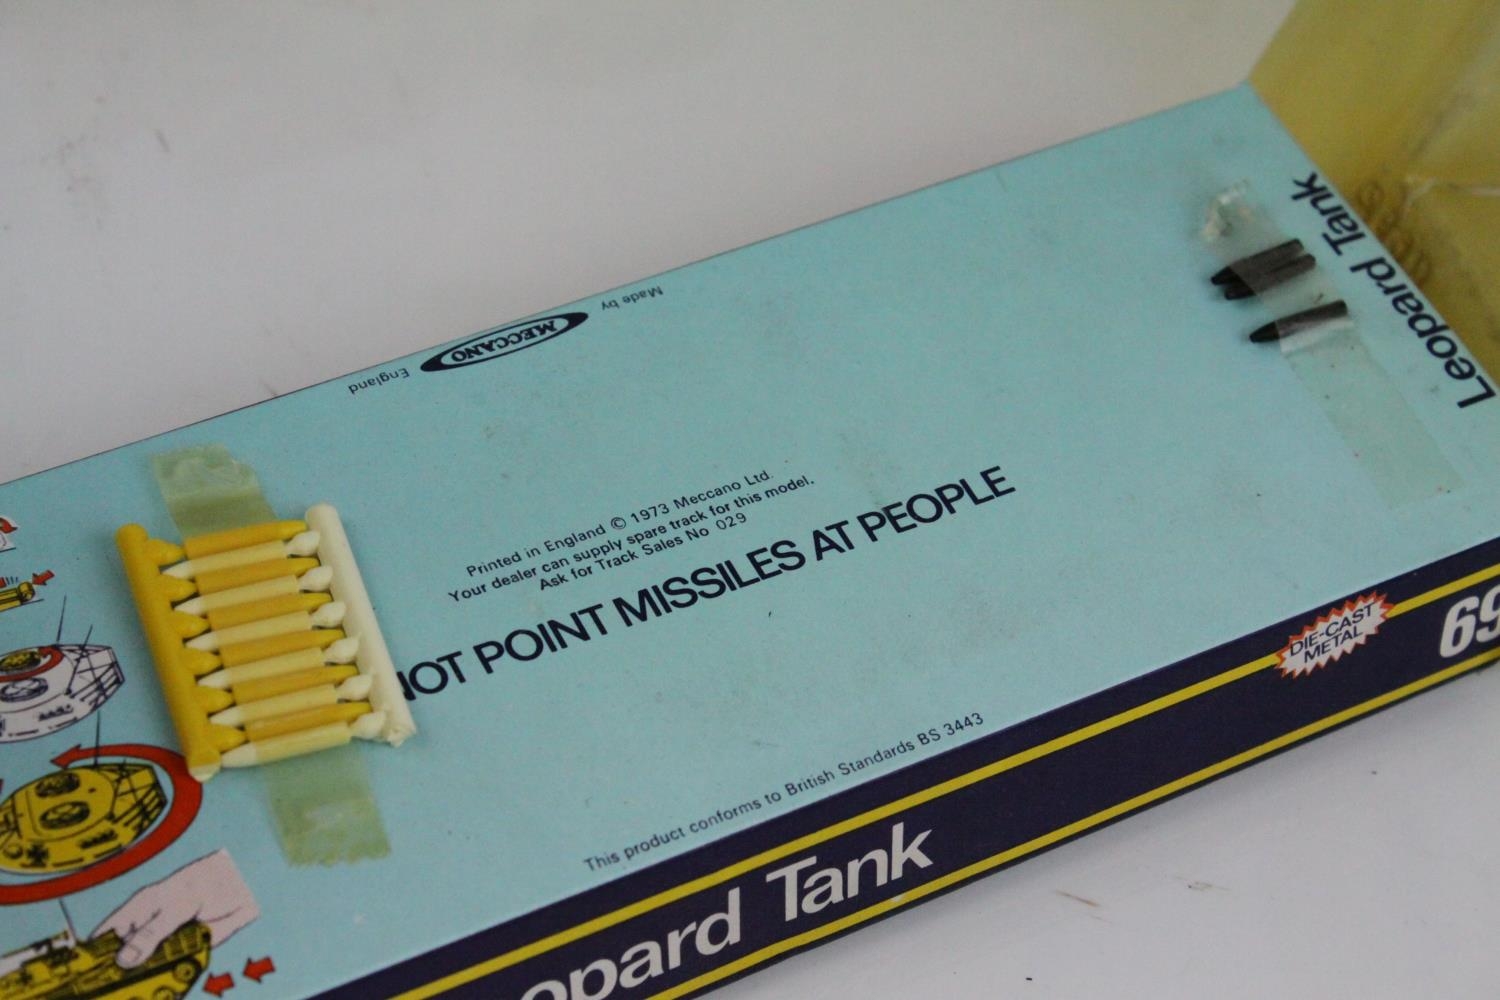 Made by
MECCANO
England
Leopard Tank
Printed in England © 1973 Meccano Ltd.
Your dealer can supply spare track for this model.
Ask for Track Sales No 029
NOT POINT MISSILES AT PEOPLE
This product conforms to British Standards BS 3443
DIE-CAST
METAL
69
opard Tank